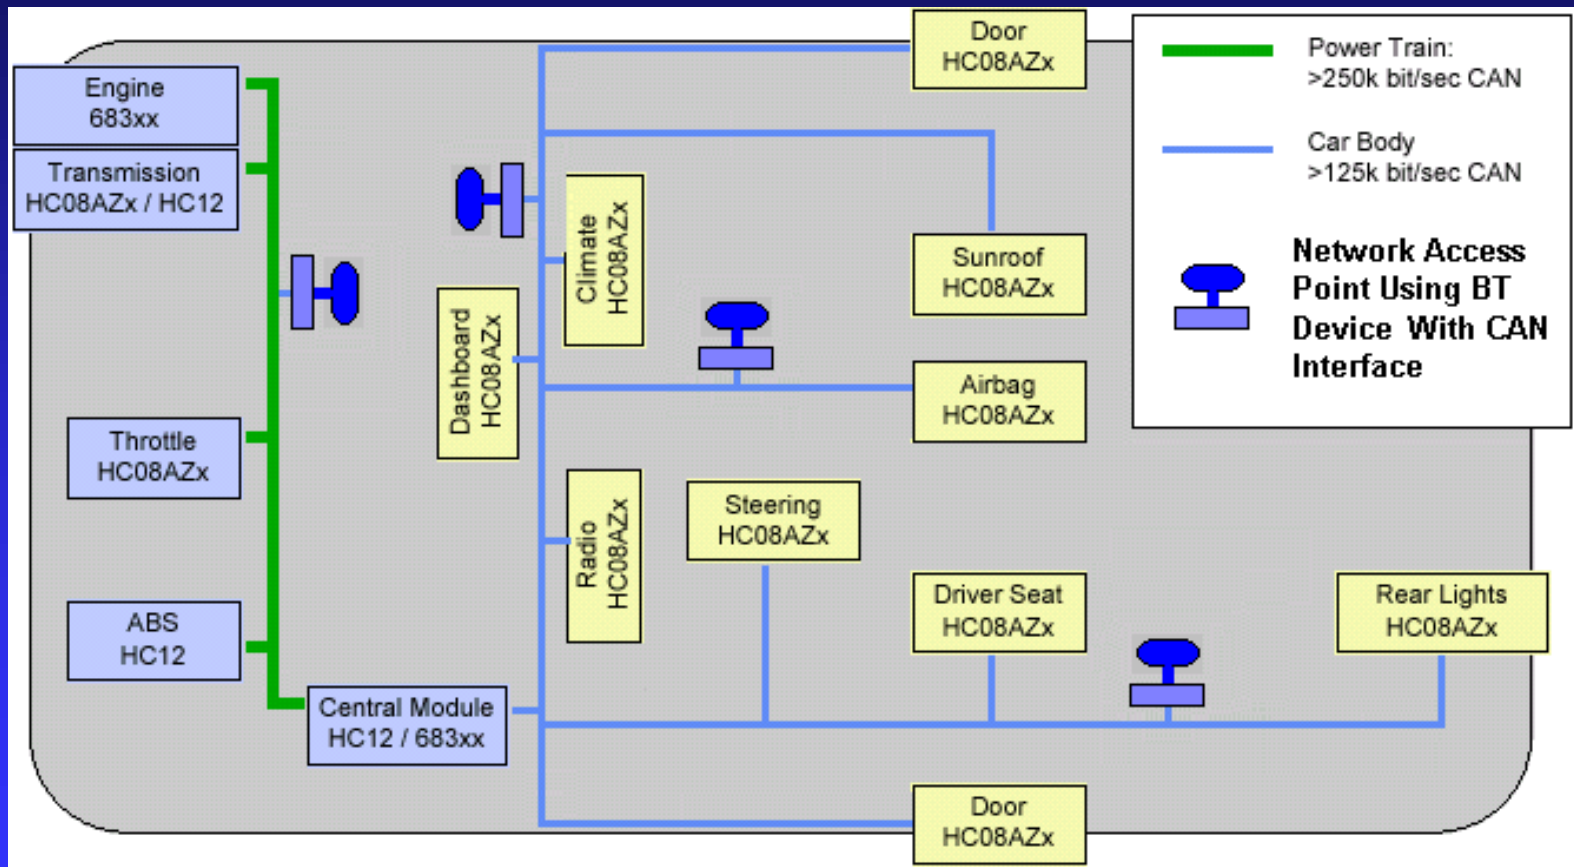 Engine
683xx
Transmission
HC08AZx / HC12
Throttle
HC08AZx
ABS
HC12
Central Module
HC12 / 683xx
Dashboard
HC08AZx
Climate
HC08AZx
Radio
HC08AZx
Door
HC08AZx
Sunroof
HC08AZx
Airbag
HC08AZx
Steering
HC08AZx
Driver Seat
HC08AZx
Rear Lights
HC08AZx
Door
HC08AZx
Power Train:
>250k bit/sec CAN
Car Body
>125k bit/sec CAN
Network Access
Point Using BT
Device With CAN
Interface